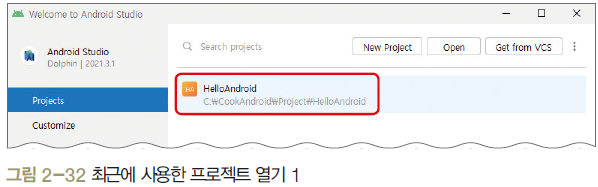 Welcome to Android Studio
Android Studio
Dolphin | 2021.3.1
Search projects
New Project
Open
Get from VCS
Projects
Customize
HA
HelloAndroid
C:₩CookAndroid₩Project₩HelloAndroid
그림 2-32 최근에 사용한 프로젝트 열기 1